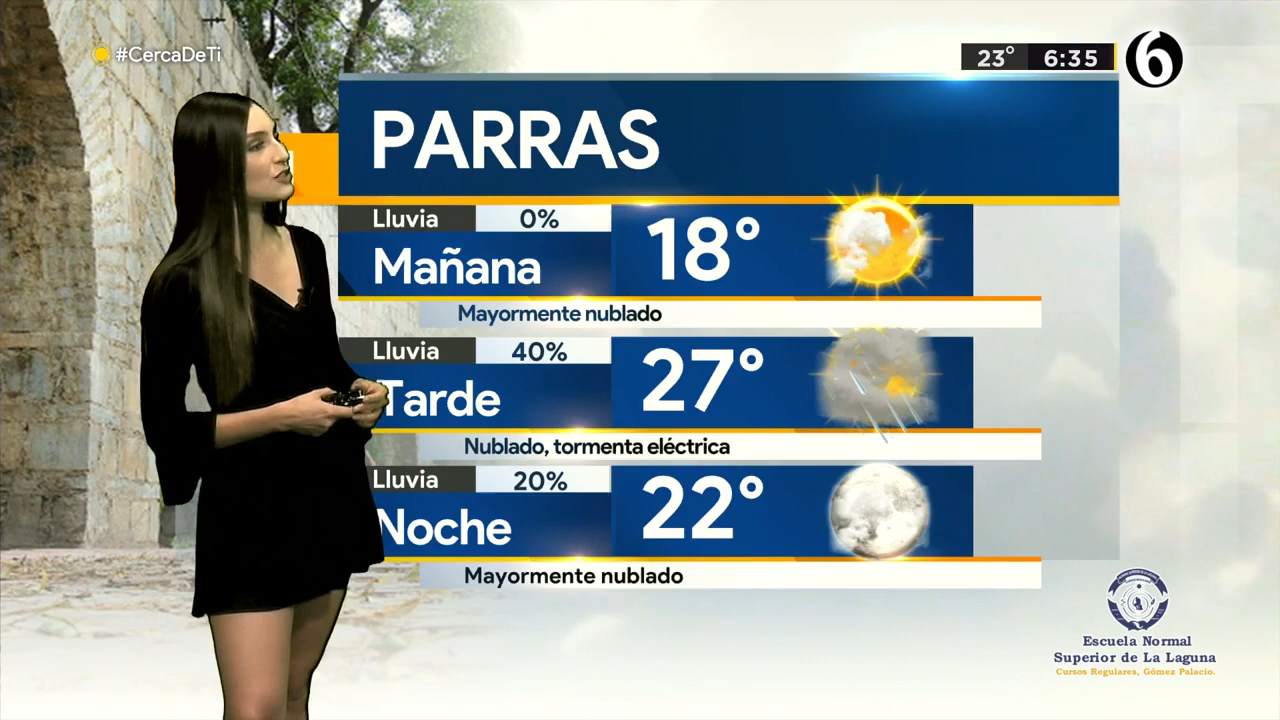 #CercaDeTi
23° 6:35
6
PARRAS
Lluvia 0%
Mañana 18°
Mayormente nublado
Lluvia 40%
Tarde 27°
Nublado, tormenta eléctrica
Lluvia 20%
Noche 22°
Mayormente nublado
Escuela Normal
Superior de La Laguna
Cursos Regulares, Gómez Palacio.